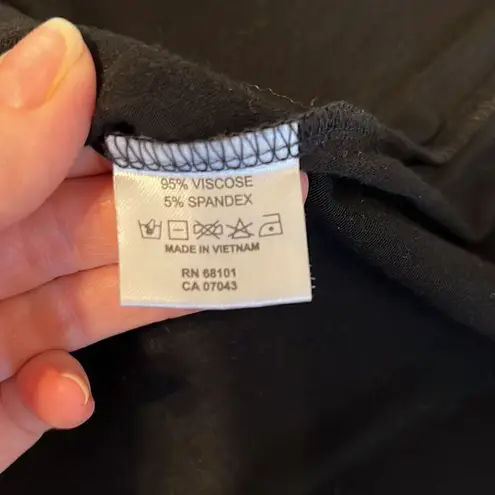 95% VISCOSE
5% SPANDEX
MADE IN VIETNAM
RN 68101
CA 07043